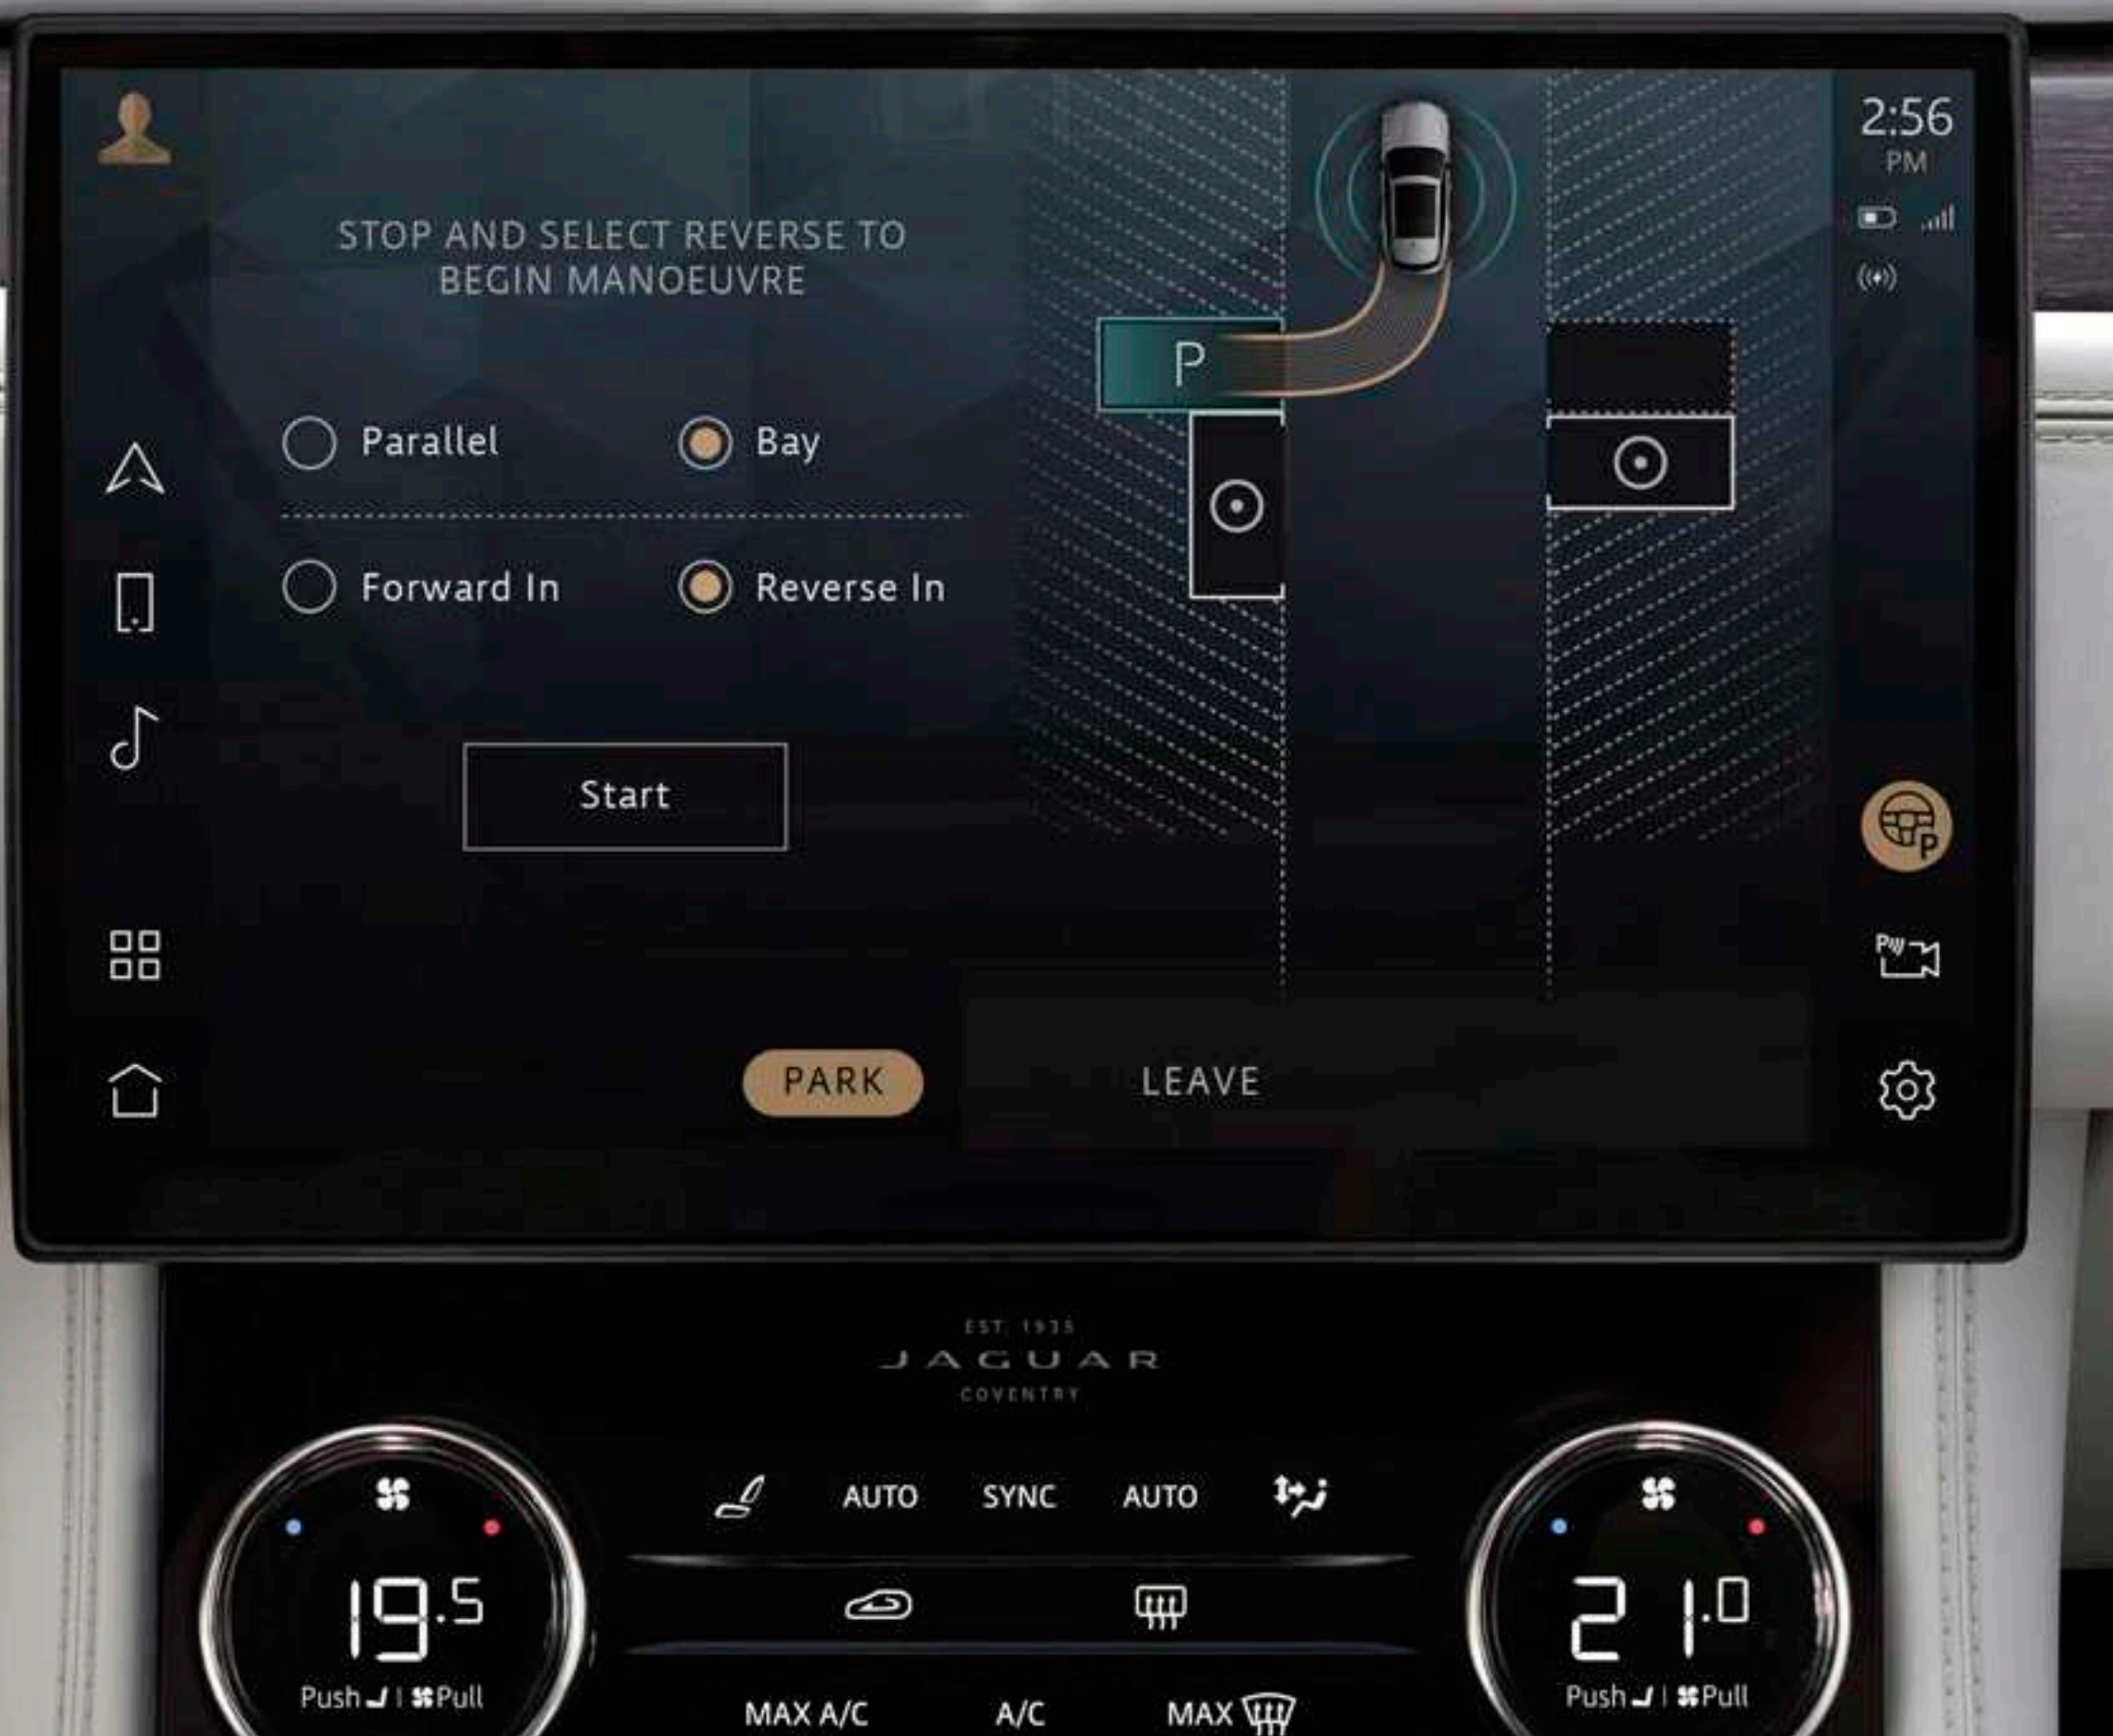 2:56
PM
STOP AND SELECT REVERSE TO
BEGIN MANOEUVRE
P
Parallel
Bay
Forward In
Reverse In
Start
P
P
PARK
LEAVE
EST. 1935
JAGUAR
COVENTRY
AUTO SYNC AUTO
19.5
21.0
Push | Pull
Push | Pull
MAX A/C A/C MAX